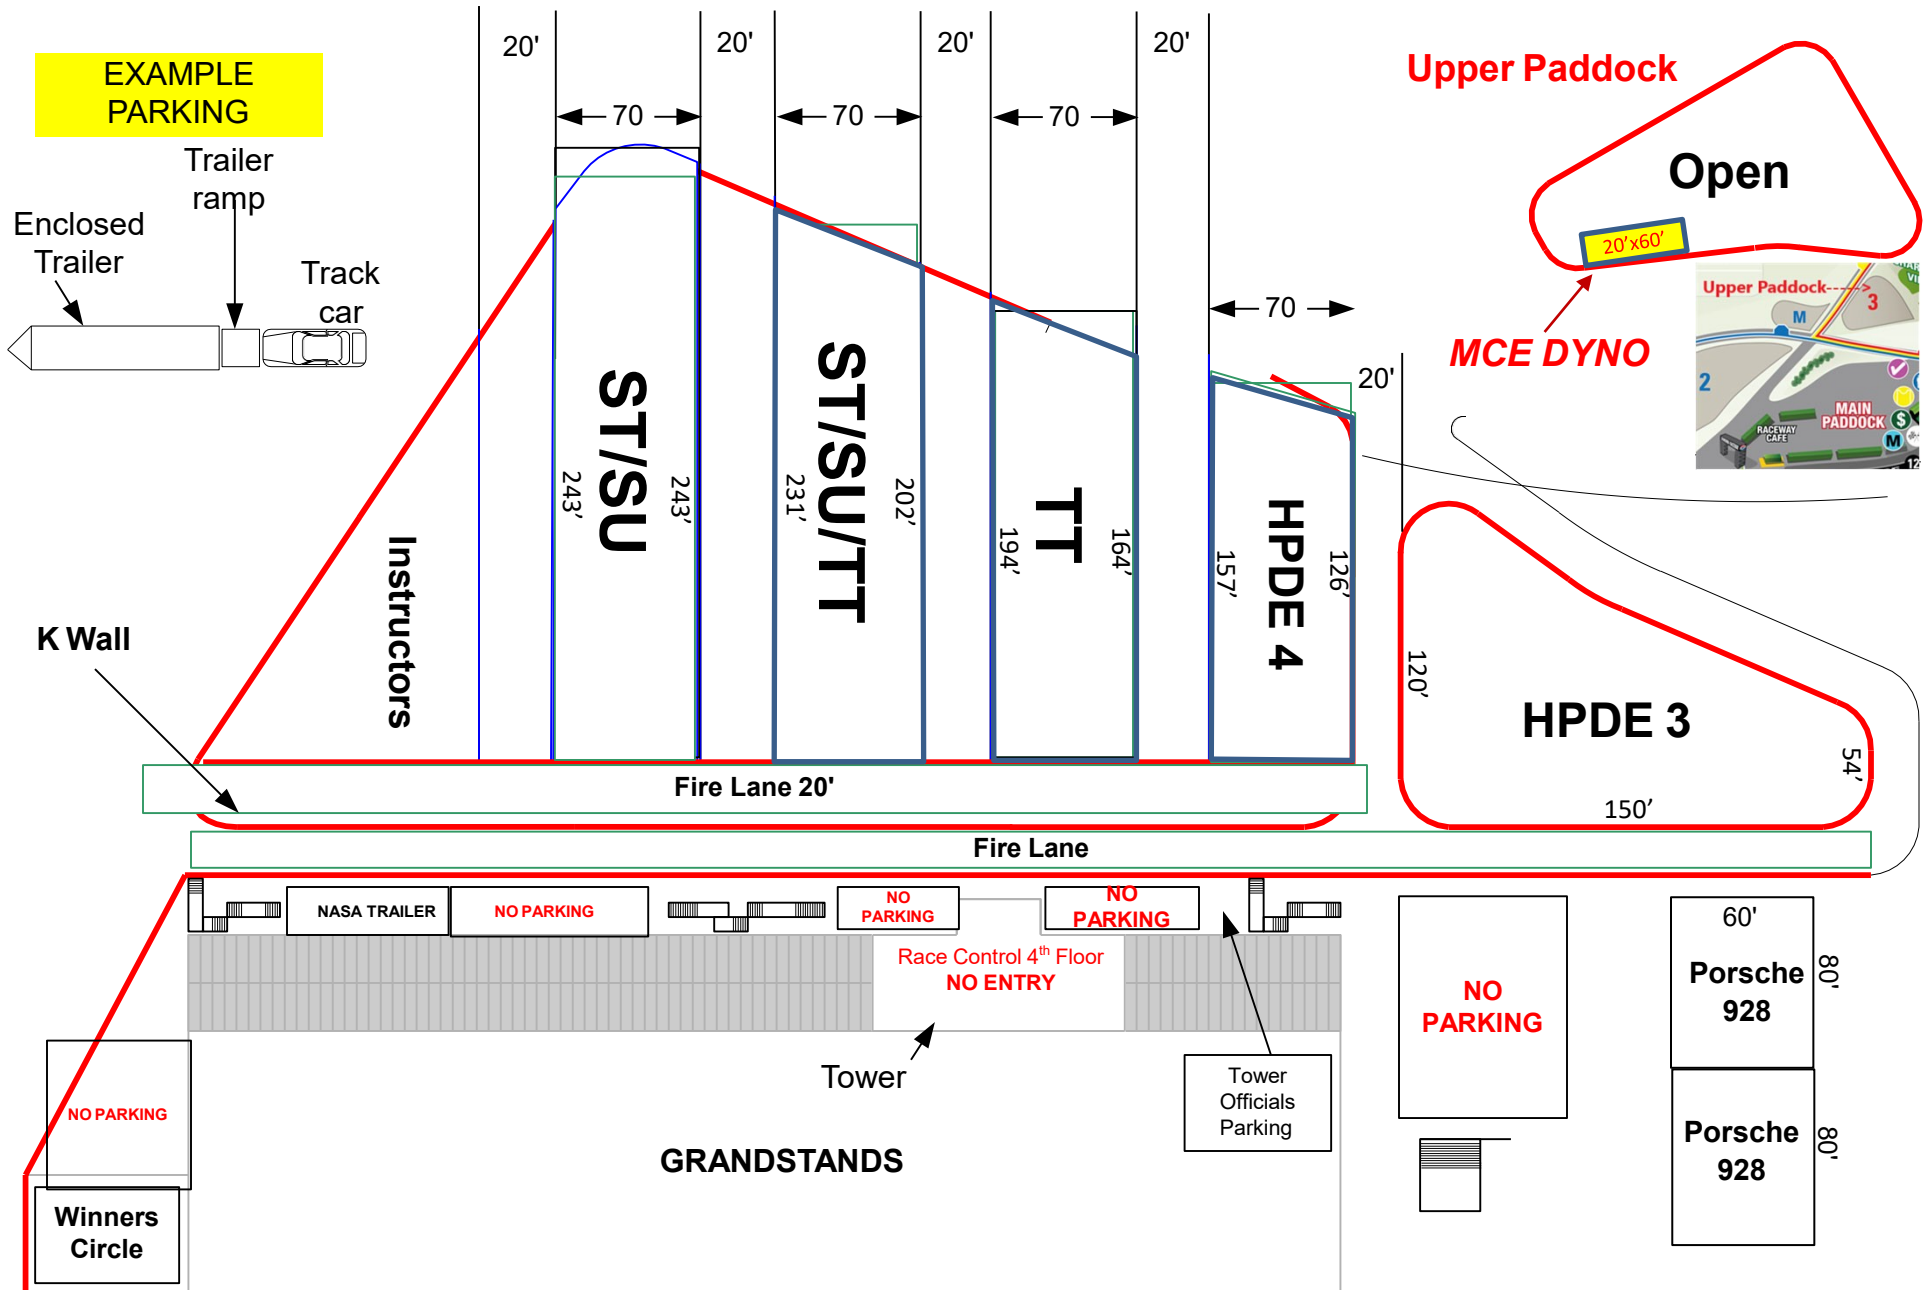 EXAMPLE
PARKING
Trailer
ramp
Enclosed
Trailer
Track
car
20'
20'
20'
20'
70
70
70
70
20'
Upper Paddock
Open
20'x60'
MCE DYNO
Upper Paddock----->
3
M
2
MAIN
PADDOCK
RACEWAY
CAFE
$
M
12
Instructors
243'
ST/SU
243'
231'
ST/SU/TT
202'
194'
TT
164'
157'
HPDE 4
126'
120'
HPDE 3
54'
150'
K Wall
Fire Lane 20'
Fire Lane
NASA TRAILER
NO PARKING
NO
PARKING
NO
PARKING
Race Control 4th Floor
NO ENTRY
Tower
Tower
Officials
Parking
NO
PARKING
60'
Porsche
928
80'
Porsche
928
80'
NO PARKING
GRANDSTANDS
Winners
Circle